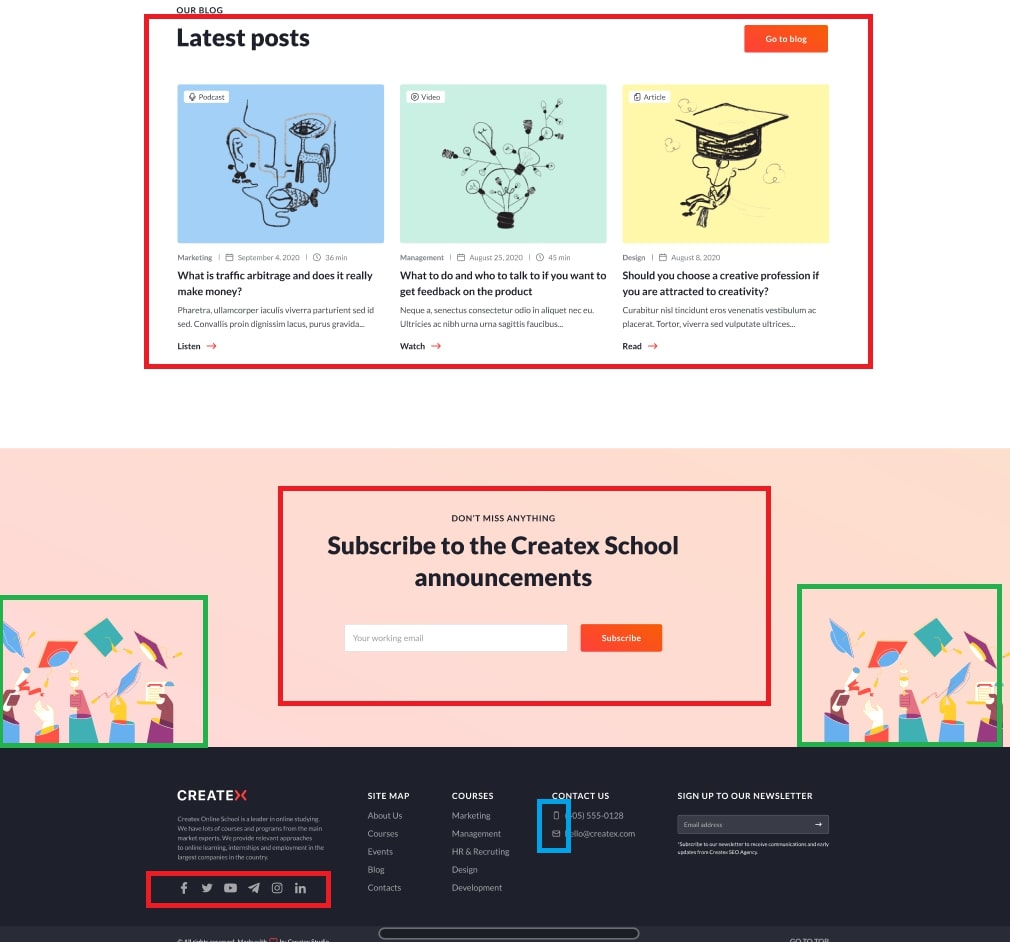 OUR BLOG
Latest posts
Go to blog
Podcast
Video
Article
Marketing | September 4, 2020 | 36 min
What is traffic arbitrage and does it really
make money?
Pharetra, ullamcorper iaculis viverra parturient sed id
sed. Convallis proin dignissim lacus, purus gravida...
Listen →
Management | August 25, 2020 | 45 min
What to do and who to talk to if you want to
get feedback on the product
Neque a, senectus consectetur odio in aliquet nec eu.
Ultricies ac nibh urna urna sagittis faucibus...
Watch →
Design | August 8, 2020
Should you choose a creative profession if
you are attracted to creativity?
Curabitur nisl tincidunt eros venenatis vestibulum ac
placerat. Tortor, viverra sed vulputate ultrices...
Read →
DON'T MISS ANYTHING
Subscribe to the Createx School
announcements
Your working email
Subscribe
CREATEX
Createx Online School is a leader in online studying.
We have lots of courses and programs from the main
market experts. We provide relevant approaches
to online learning, internships and employment in the
largest companies in the country.
SITE MAP
About Us
Courses
Events
Blog
Contacts
COURSES
Marketing
Management
HR & Recruting
Design
Development
CONTACT US
05) 555-0128
ello@createx.com
SIGN UP TO OUR NEWSLETTER
Email address →
*Subscribe to our newsletter to receive communications and early
updates from Createx SEO Agency.
© All rights reserved. Made with by Createx Studio
GO TO TOP